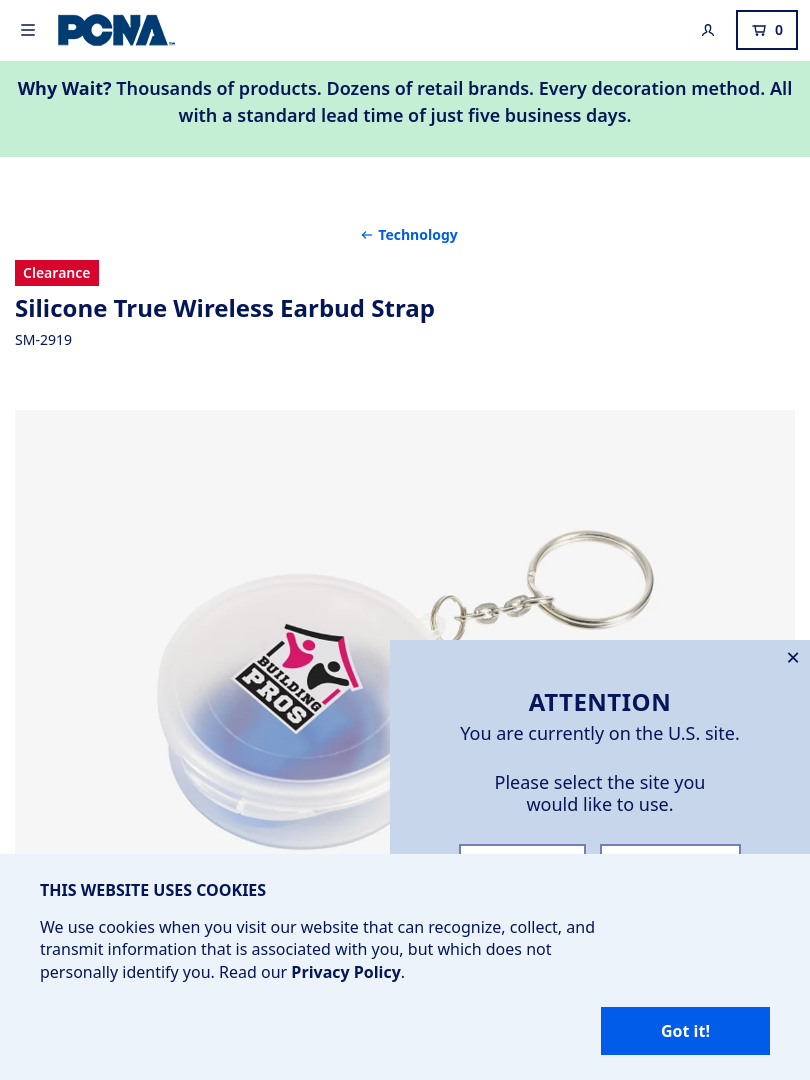 PCNA
0
Why Wait? Thousands of products. Dozens of retail brands. Every decoration method. All
with a standard lead time of just five business days.
Technology
Clearance
Silicone True Wireless Earbud Strap
SM-2919
BUILDING
PROS
ATTENTION
You are currently on the U.S. site.
Please select the site you
would like to use.
THIS WEBSITE USES COOKIES
We use cookies when you visit our website that can recognize, collect, and
transmit information that is associated with you, but which does not
personally identify you. Read our Privacy Policy.
Got it!